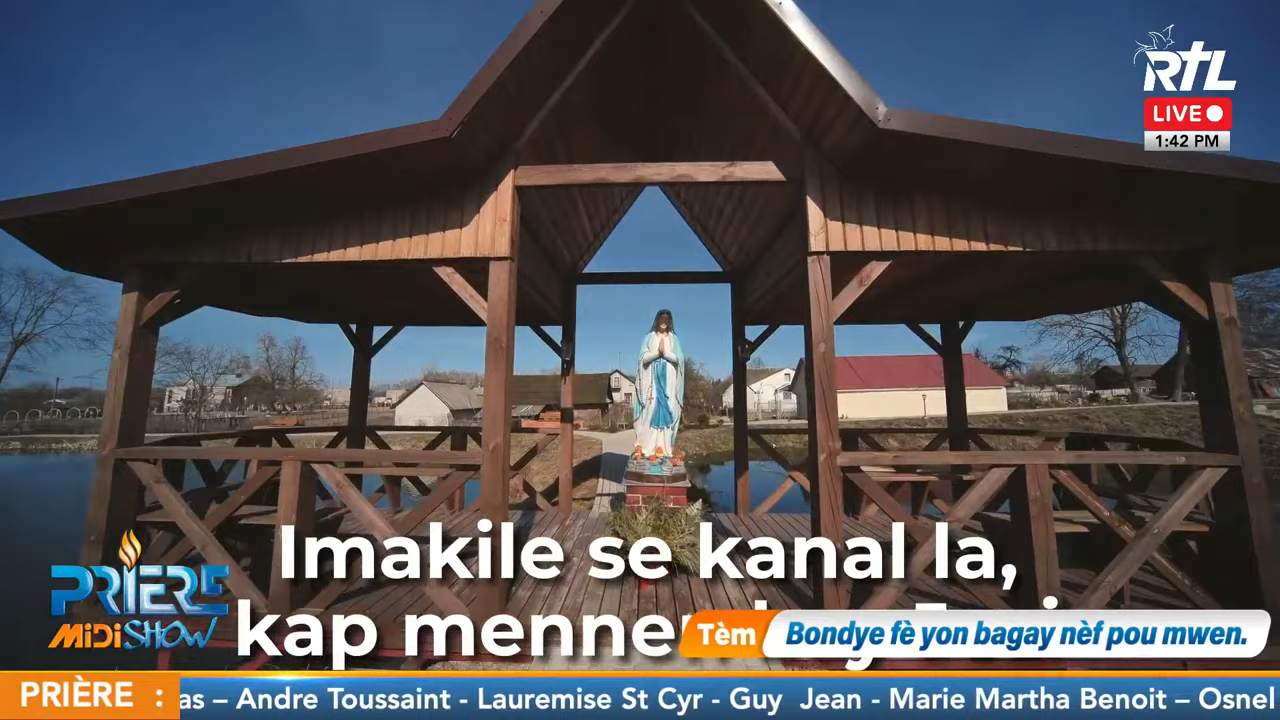 RTL
LIVE
1:42 PM
Imakile se kanal la,
kap menne
Tèm Bondye fè yon bagay nèf pou mwen.
PRIÈRE
MiDi SHOW
PRIÈRE : as – Andre Toussaint - Lauremise St Cyr - Guy Jean - Marie Martha Benoit – Osnel